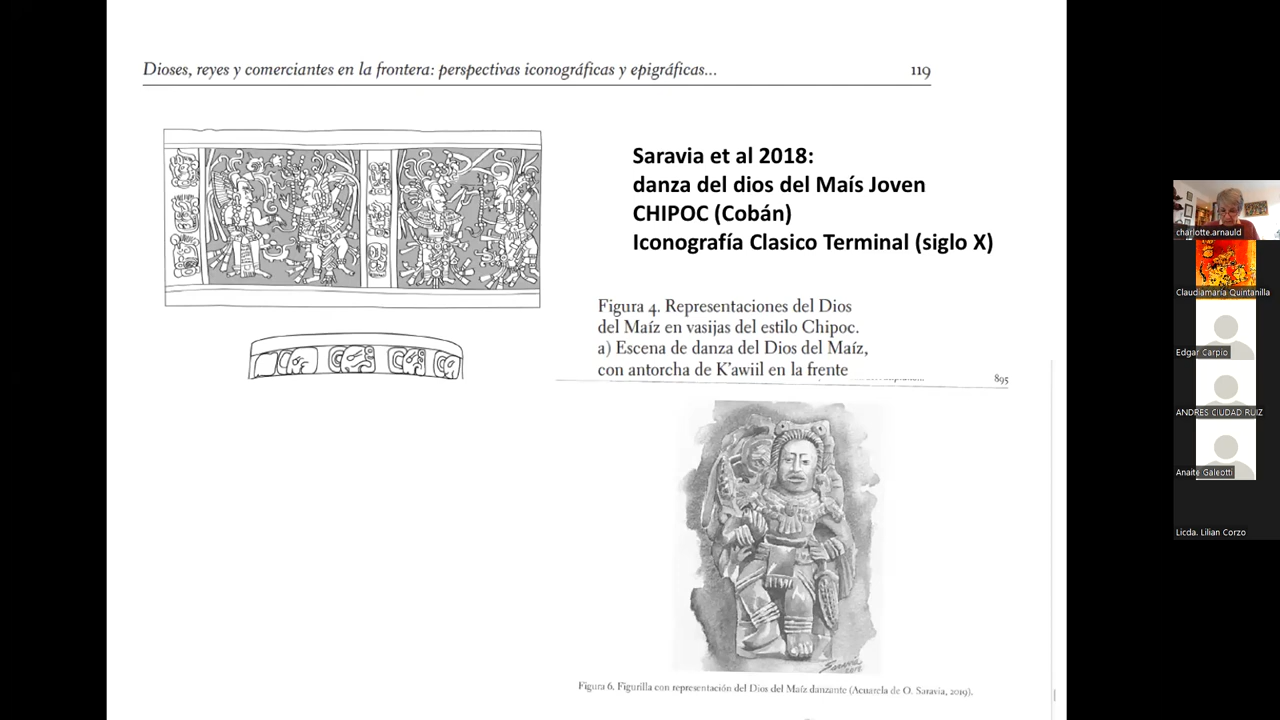 Dioses, reyes y comerciantes en la frontera: perspectivas iconográficas y epigráficas... 119
Saravia et al 2018:
danza del dios del Maís Joven
CHIPOC (Cobán)
Iconografía Clasico Terminal (siglo X)
Figura 4. Representaciones del Dios
del Maíz en vasijas del estilo Chipoc.
a) Escena de danza del Dios del Maíz,
con antorcha de K'awiil en la frente
895
Saravia
Figura 6. Figurilla con representación del Dios del Maíz danzante (Acuarela de O. Saravia, 2019).
charlotte.arnauld
Claudiamaría Quintanilla
Edgar Carpio
ANDRES CIUDAD RUIZ
Anaite Galeotti
Licda. Lilian Corzo